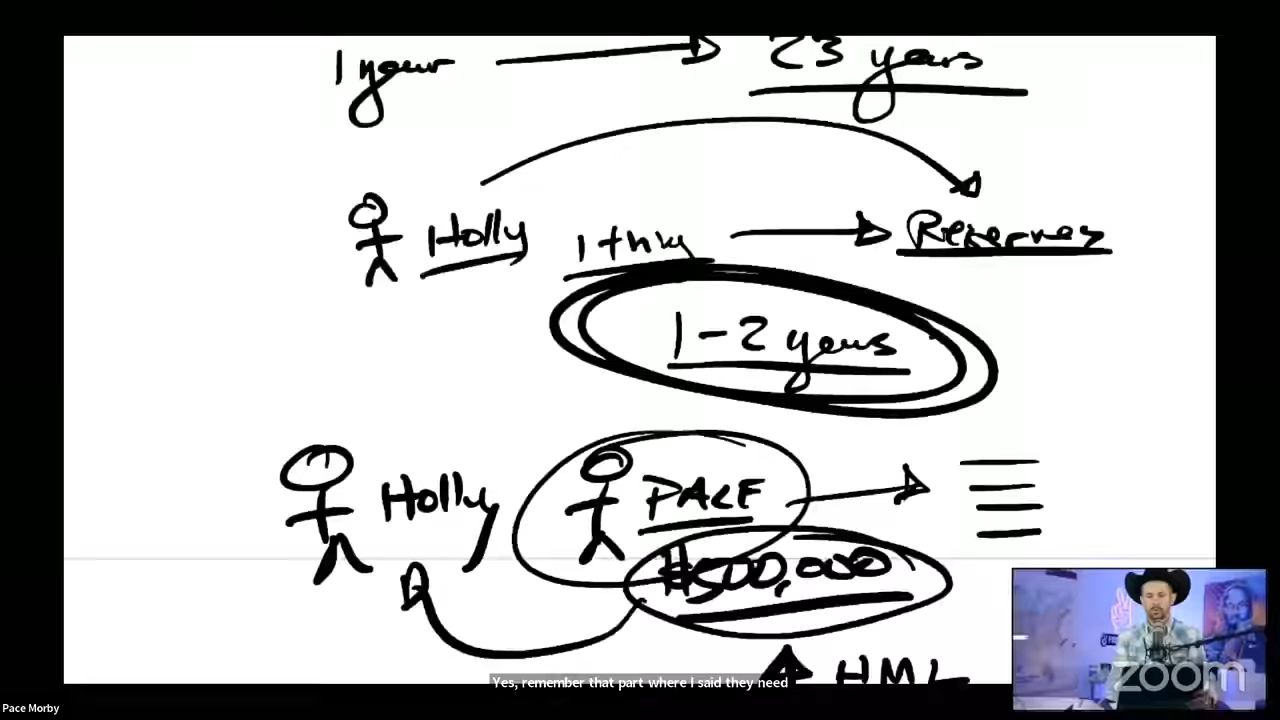 1 year 23 years
Holly Reserves
1-2 years
Holly PACE
$500,000
HML
Yes, remember that part where I said they need
zoom
Pace Morby